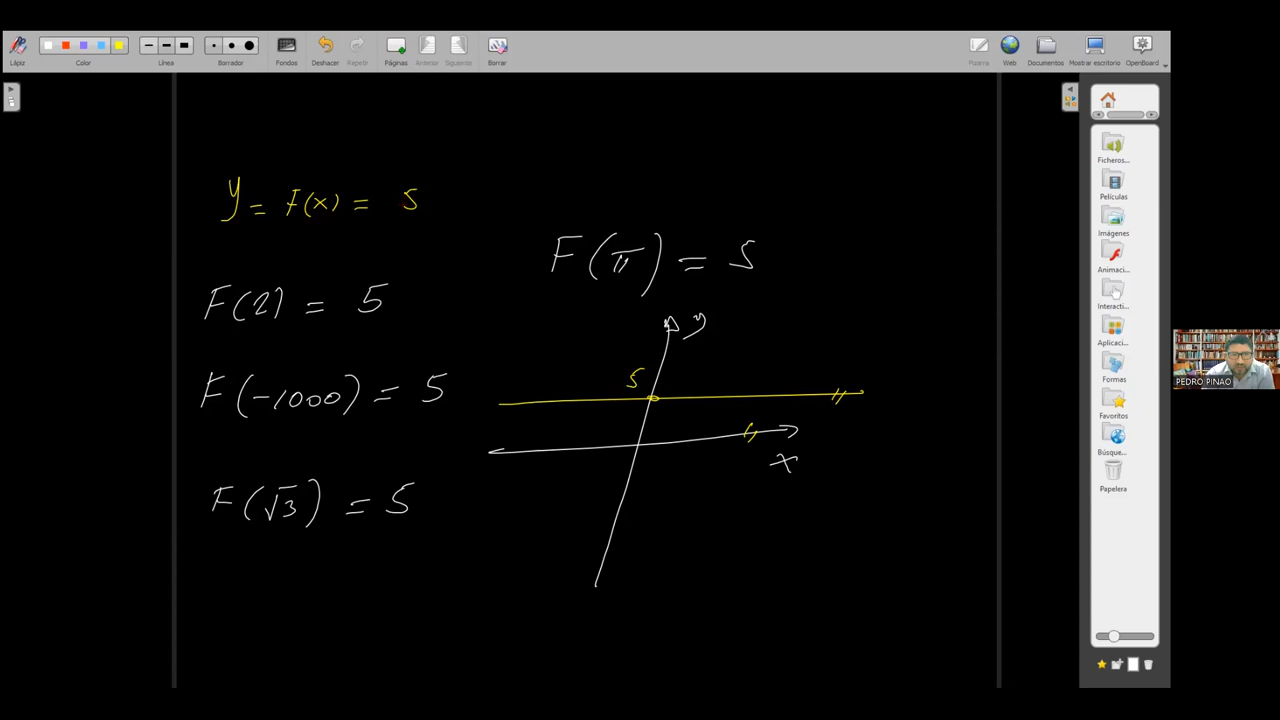 Lápiz
Color
Línea
Borrador
Fondos
Deshacer
Repetir
Páginas
Anterior
Siguiente
Borrar
Pizarra
Web
Documentos
Mostrar escritorio
OpenBoard
Ficheros...
Películas
Imágenes
Animaci...
Interacti...
Aplicaci...
Formas
Favoritos
Búsque...
Papelera
PEDRO PINAO
y = F(x) = 5
F(π) = 5
F(2) = 5
y
5
F(-1000) = 5
x
F(√3) = 5